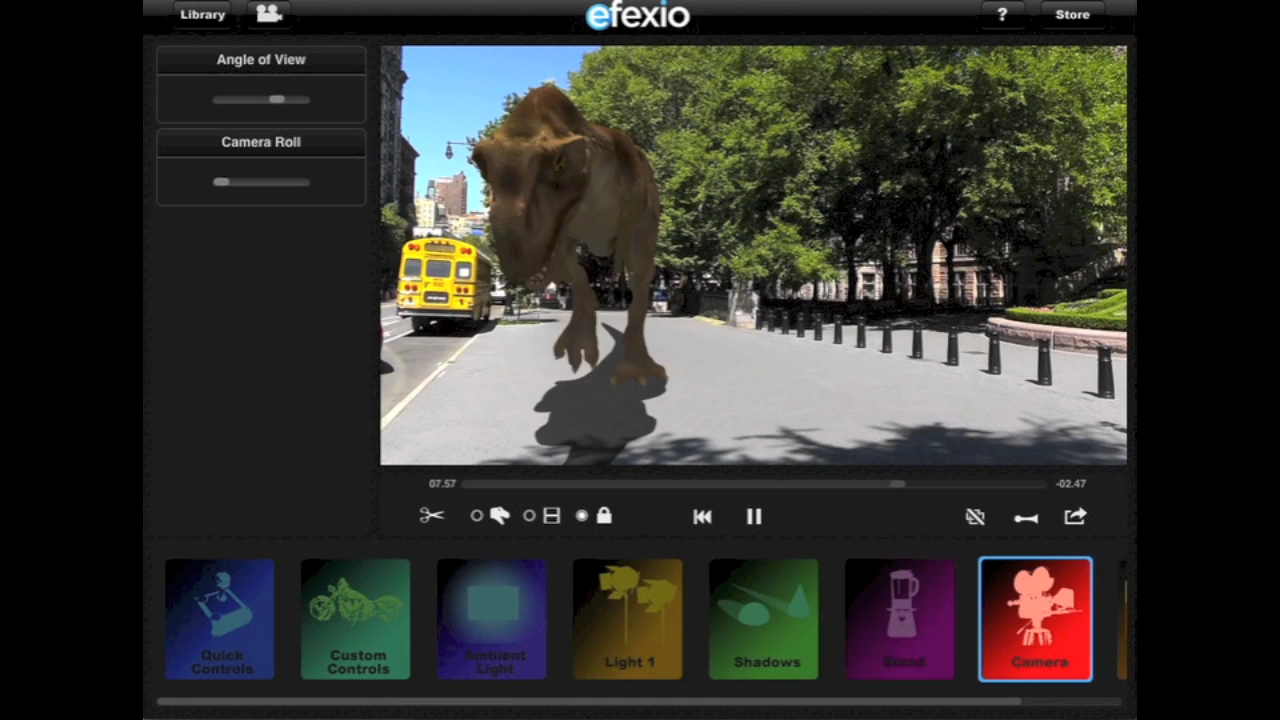 Library
efexio
?
Store
Angle of View
Camera Roll
07.57
-02.47
Quick
Controls
Custom
Controls
Ambient
Light
Light 1
Shadows
Blend
Camera